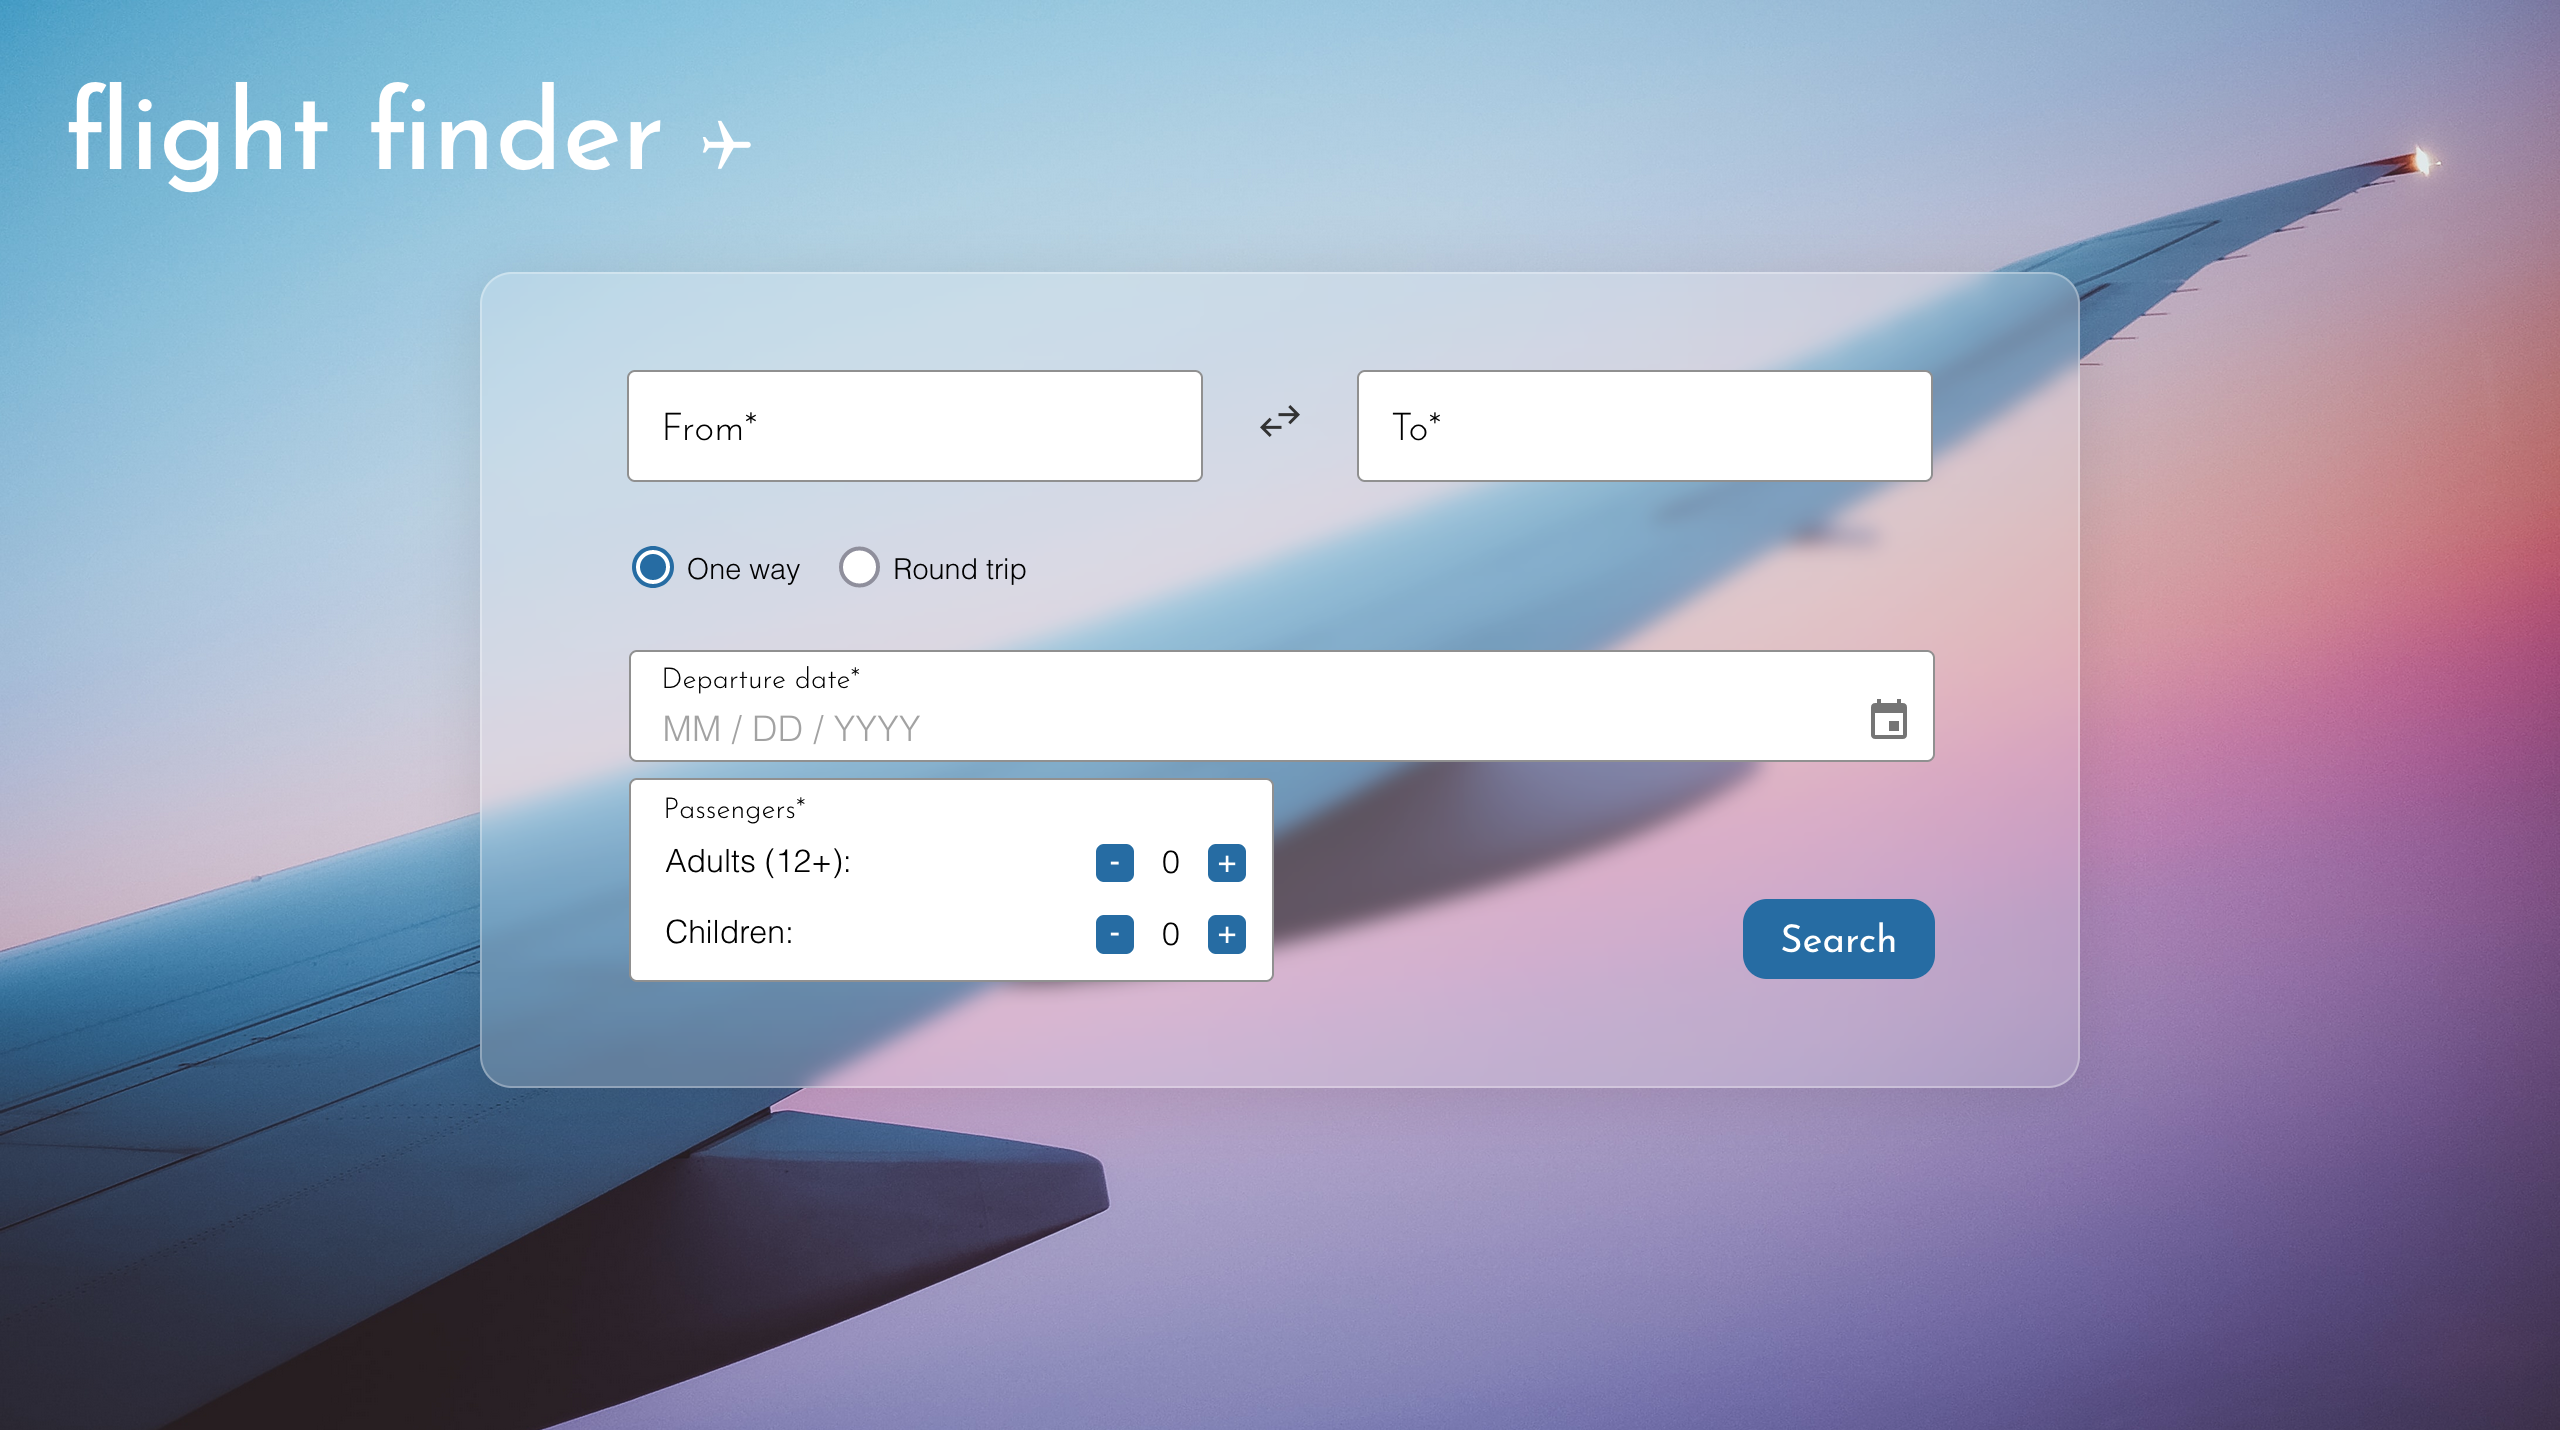 flight finder
From*
To*
One way
Round trip
Departure date*
MM / DD / YYYY
Passengers*
Adults (12+): - 0 +
Children: - 0 +
Search